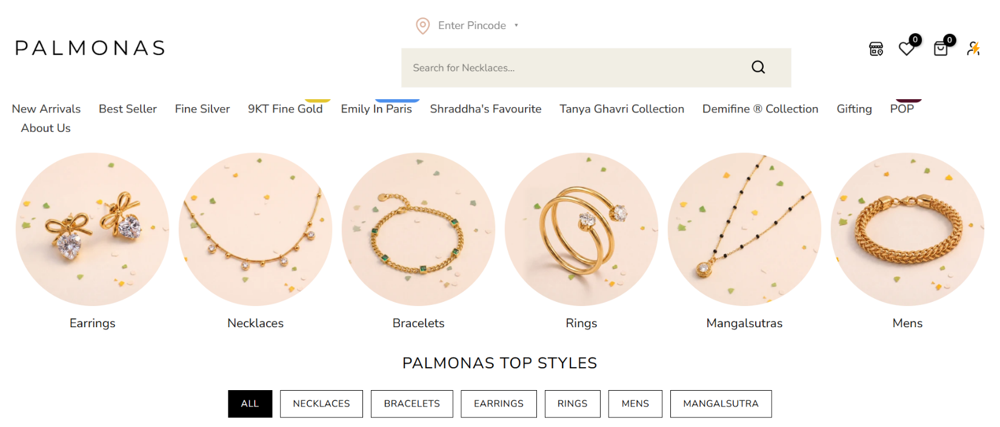 Enter Pincode
PALMONAS
0
0
Search for Necklaces...
New Arrivals Best Seller Fine Silver 9KT Fine Gold Emily In Paris Shraddha's Favourite Tanya Ghavri Collection Demifine ® Collection Gifting POP
About Us
Earrings Necklaces Bracelets Rings Mangalsutras Mens
PALMONAS TOP STYLES
ALL NECKLACES BRACELETS EARRINGS RINGS MENS MANGALSUTRA